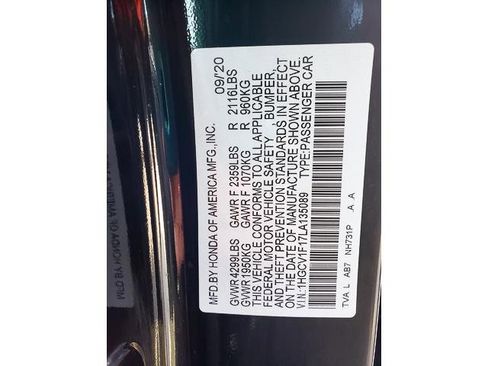 MFD.BY HONDA OF AMERICA MFG.,INC. 09/20
GVWR 4299LBS GAWR F 2359LBS R 2116LBS
GVWR 1950KG GAWR F 1070KG R 960KG
THIS VEHICLE CONFORMS TO ALL APPLICABLE
FEDERAL MOTOR VEHICLE SAFETY , BUMPER,
AND THEFT PREVENTION STANDARDS IN EFFECT
ON THE DATE OF MANUFACTURE SHOWN ABOVE.
V.I.N.:1HGCV1F17LA135089 TYPE:PASSENGER CAR
TVA L AB7 NH731P .A .A